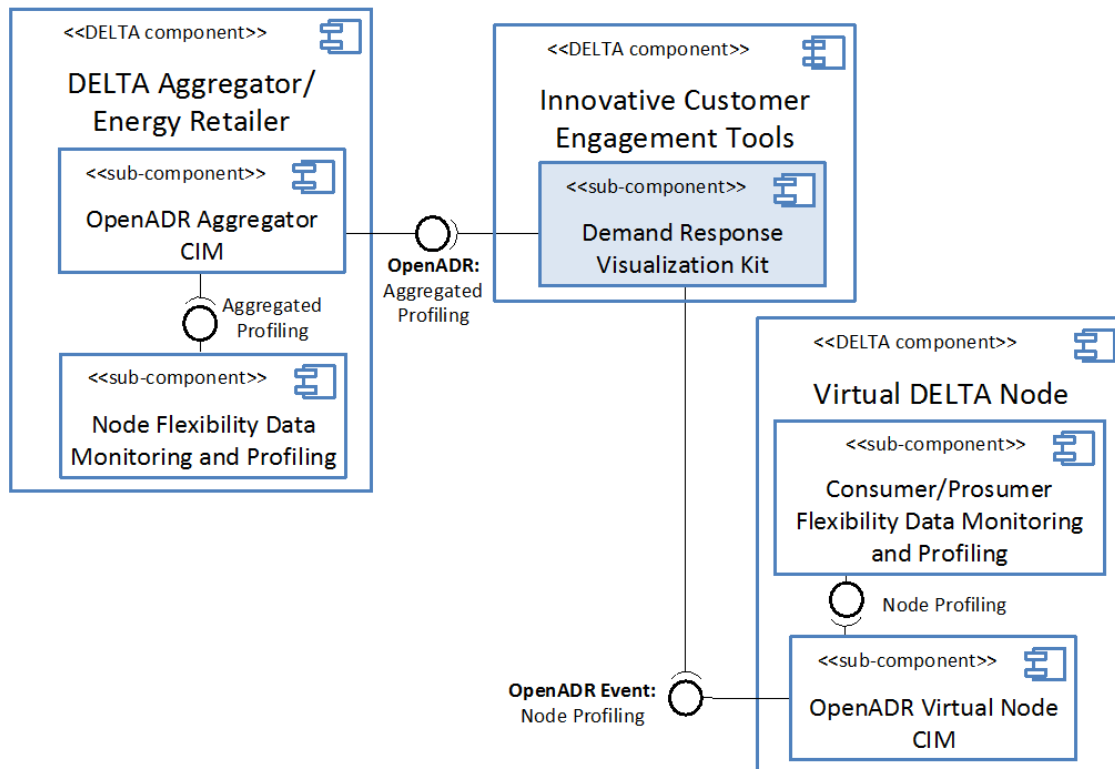 <<DELTA component>>
DELTA Aggregator/
Energy Retailer
<<sub-component>>
OpenADR Aggregator
CIM
Aggregated
Profiling
<<sub-component>>
Node Flexibility Data
Monitoring and Profiling
OpenADR:
Aggregated
Profiling
<<DELTA component>>
Innovative Customer
Engagement Tools
<<sub-component>>
Demand Response
Visualization Kit
<<DELTA component>>
Virtual DELTA Node
<<sub-component>>
Consumer/Prosumer
Flexibility Data Monitoring
and Profiling
Node Profiling
<<sub-component>>
OpenADR Virtual Node
CIM
OpenADR Event:
Node Profiling